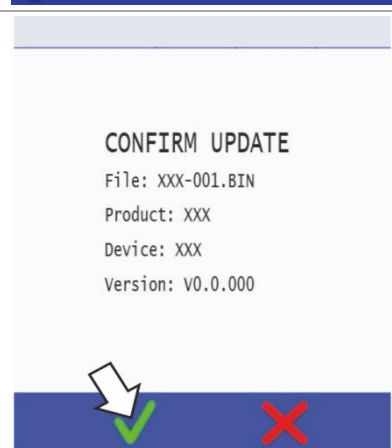 CONFIRM UPDATE
File: XXX-001.BIN
Product: XXX
Device: XXX
Version: V0.0.000